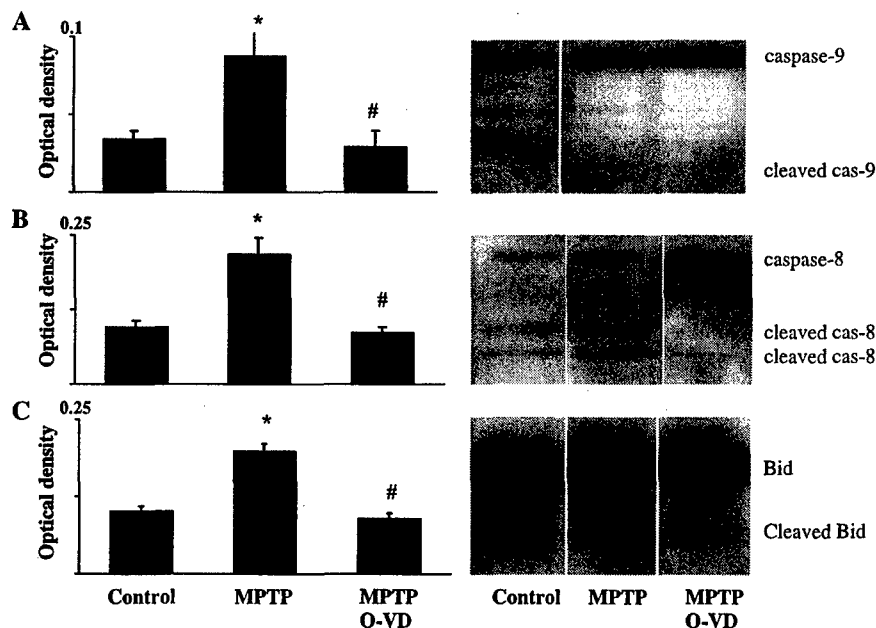 A
0.1
Optical density
*
#
caspase-9
cleaved cas-9
B
0.25
Optical density
*
#
caspase-8
cleaved cas-8
cleaved cas-8
C
0.25
Optical density
*
#
Bid
Cleaved Bid
Control MPTP MPTP Control MPTP MPTP
Q-VD Q-VD